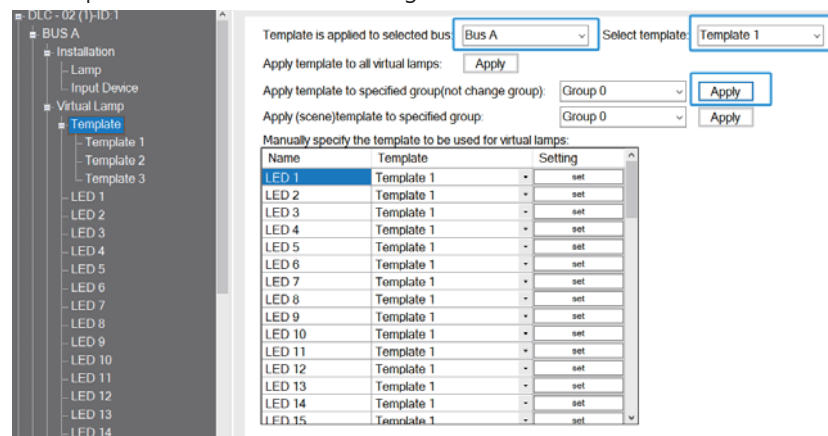 DLC - 02 (1)-ID:1
BUS A
Installation
Lamp
Input Device
Virtual Lamp
Template
Template 1
Template 2
Template 3
LED 1
LED 2
LED 3
LED 4
LED 5
LED 6
LED 7
LED 8
LED 9
LED 10
LED 11
LED 12
LED 13
LED 14
Template is applied to selected bus: Bus A Select template: Template 1
Apply template to all virtual lamps: Apply
Apply template to specified group(not change group): Group 0 Apply
Apply (scene)template to specified group: Group 0 Apply
Manually specify the template to be used for virtual lamps:
Name Template Setting
LED 1 Template 1 set
LED 2 Template 1 set
LED 3 Template 1 set
LED 4 Template 1 set
LED 5 Template 1 set
LED 6 Template 1 set
LED 7 Template 1 set
LED 8 Template 1 set
LED 9 Template 1 set
LED 10 Template 1 set
LED 11 Template 1 set
LED 12 Template 1 set
LED 13 Template 1 set
LED 14 Template 1 set
LED 15 Template 1 set